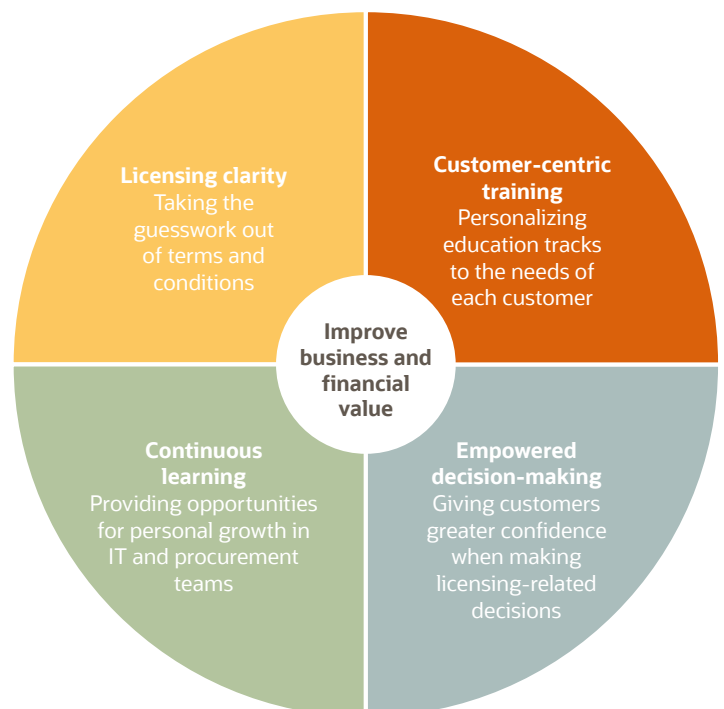 Licensing clarity
Taking the
guesswork out
of terms and
conditions
Customer-centric
training
Personalizing
education tracks
to the needs of
each customer
Improve
business and
financial
value
Continuous
learning
Providing opportunities
for personal growth in
IT and procurement
teams
Empowered
decision-making
Giving customers
greater confidence
when making
licensing-related
decisions